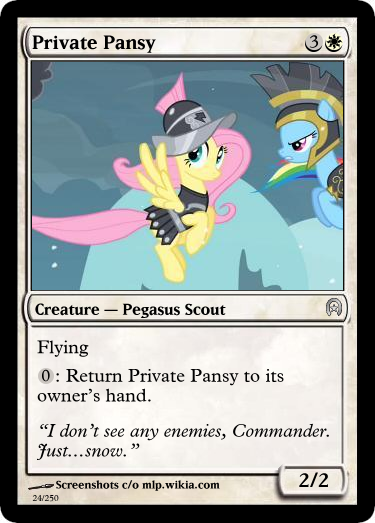 Private Pansy 3
Creature — Pegasus Scout
Flying
0: Return Private Pansy to its
owner's hand.
"I don't see any enemies, Commander.
Just...snow."
Screenshots c/o mlp.wikia.com
2/2
24/250